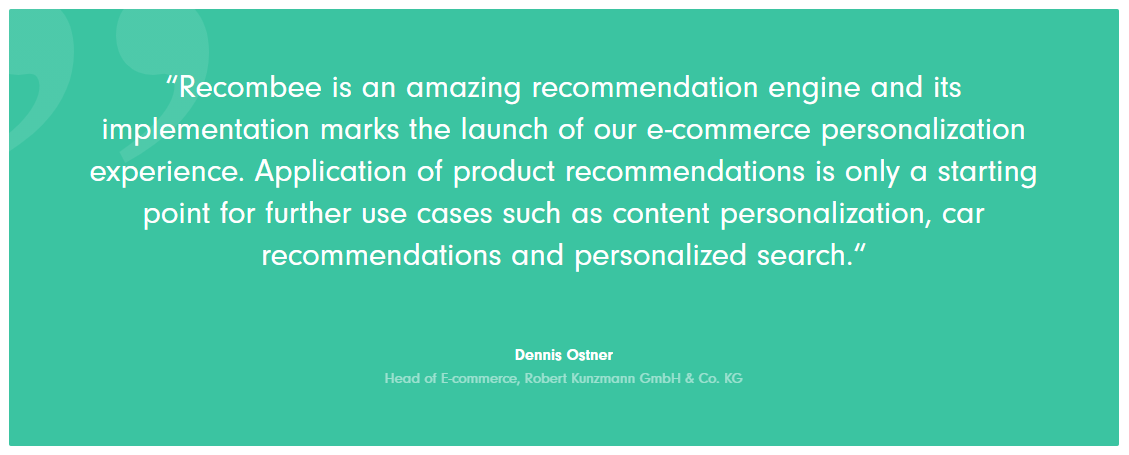 “Recombee is an amazing recommendation engine and its
implementation marks the launch of our e-commerce personalization
experience. Application of product recommendations is only a starting
point for further use cases such as content personalization, car
recommendations and personalized search.“
Dennis Ostner
Head of E-commerce, Robert Kunzmann GmbH & Co. KG